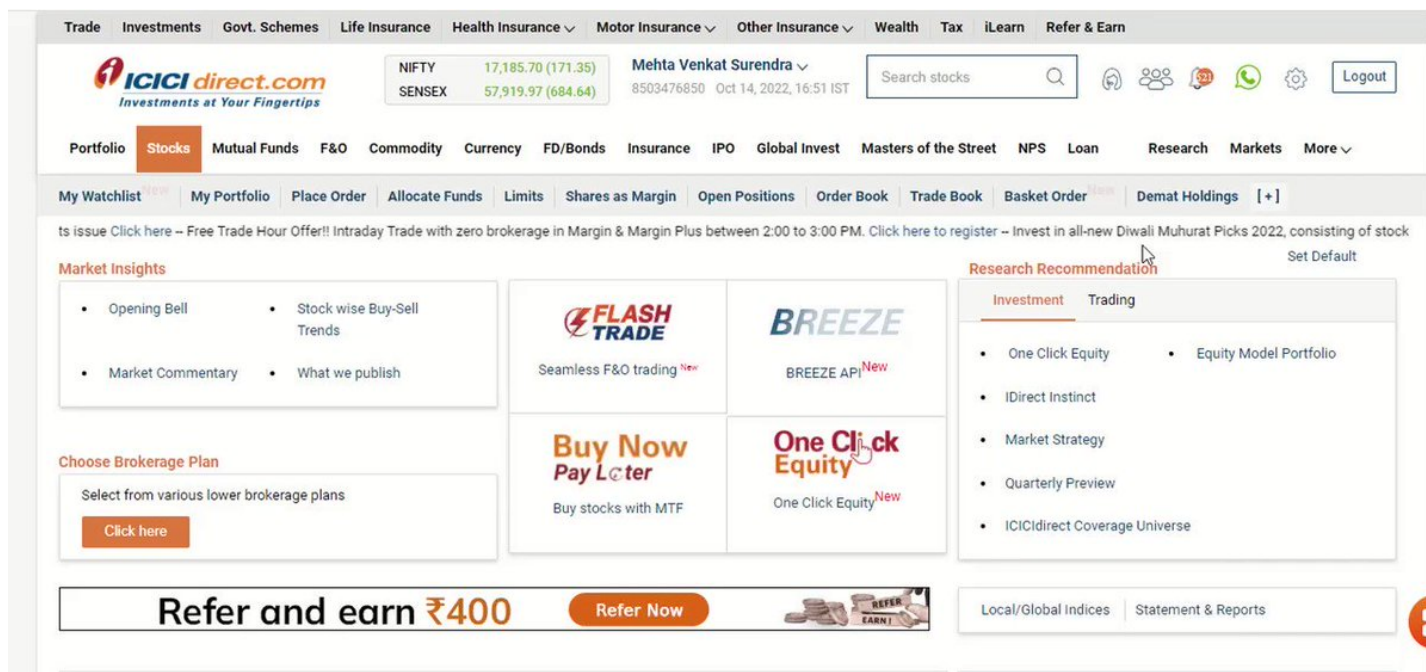 Trade Investments Govt. Schemes Life Insurance Health Insurance Motor Insurance Other Insurance Wealth Tax iLearn Refer & Earn
ICICI direct.com
Investments at Your Fingertips
NIFTY 17,185.70 (171.35)
SENSEX 57,919.97 (684.64)
Mehta Venkat Surendra
8503476850 Oct 14, 2022, 16:51 IST
Search stocks
521
Logout
Portfolio Stocks Mutual Funds F&O Commodity Currency FD/Bonds Insurance IPO Global Invest Masters of the Street NPS Loan Research Markets More
My Watchlist New My Portfolio Place Order Allocate Funds Limits Shares as Margin Open Positions Order Book Trade Book Basket Order New Demat Holdings [+]
ts issue Click here -- Free Trade Hour Offer!! Intraday Trade with zero brokerage in Margin & Margin Plus between 2:00 to 3:00 PM. Click here to register -- Invest in all-new Diwali Muhurat Picks 2022, consisting of stock
Set Default
Market Insights
Opening Bell
Stock wise Buy-Sell
Trends
Market Commentary
What we publish
Choose Brokerage Plan
Select from various lower brokerage plans
Click here
FLASH
TRADE
Seamless F&O trading New
BREEZE
BREEZE API New
Buy Now
Pay Later
Buy stocks with MTF
One Click
Equity
One Click Equity New
Research Recommendation
Investment Trading
One Click Equity
Equity Model Portfolio
IDirect Instinct
Market Strategy
Quarterly Preview
ICICIdirect Coverage Universe
Refer and earn ₹400
Refer Now
REFER
EARN !
Local/Global Indices Statement & Reports